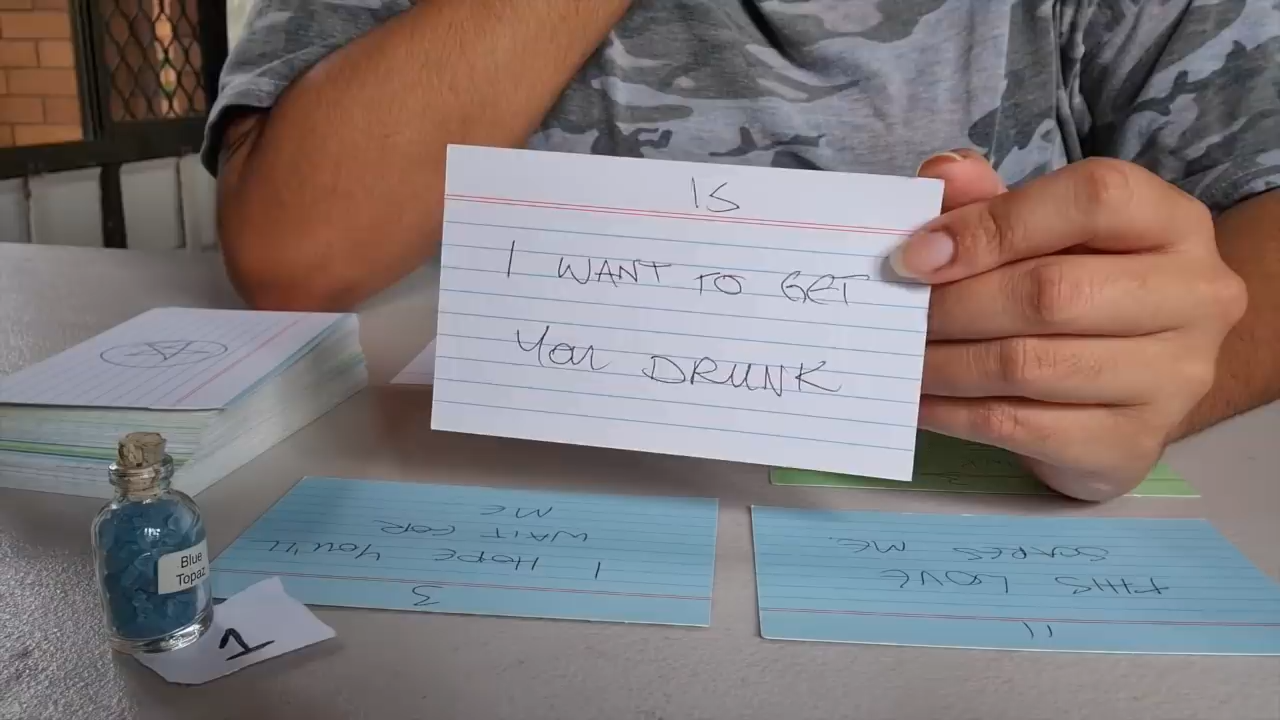 15
I WANT TO GET
YOU DRUNK
3
I HOPE YOU'LL
WAIT FOR
ME
11
THIS LOVE
SCARES ME.
Blue
Topaz
1